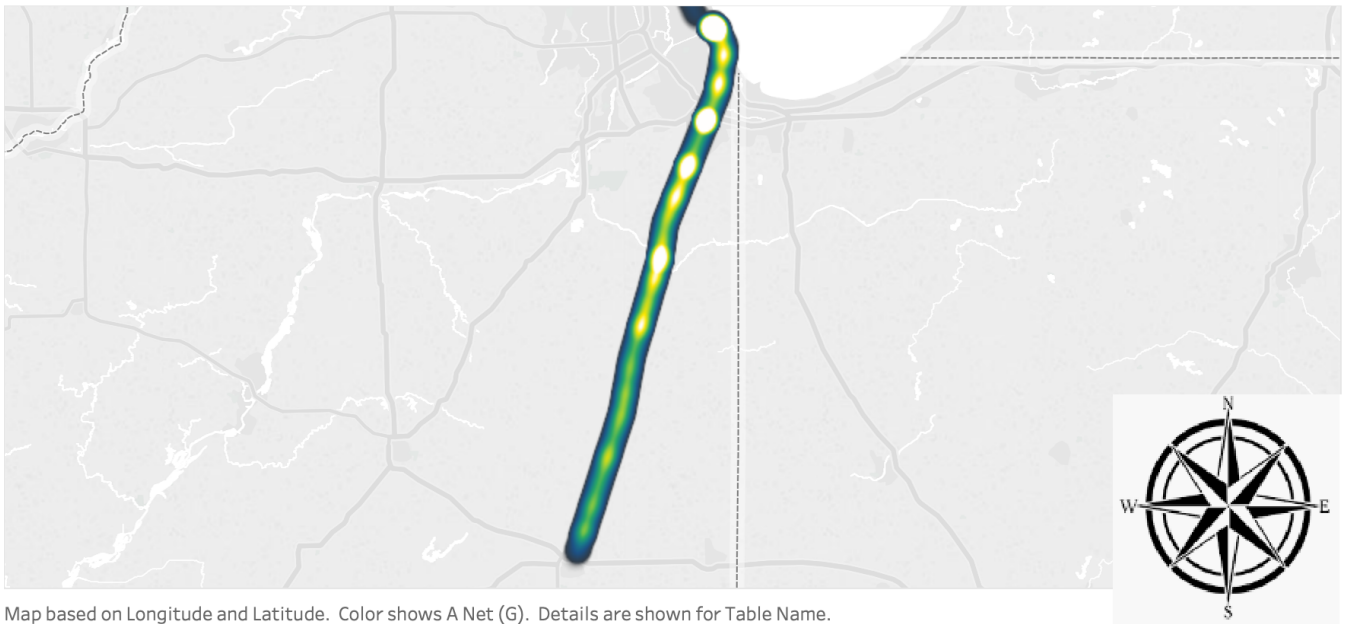 N
W
E
S
Map based on Longitude and Latitude. Color shows A Net (G). Details are shown for Table Name.